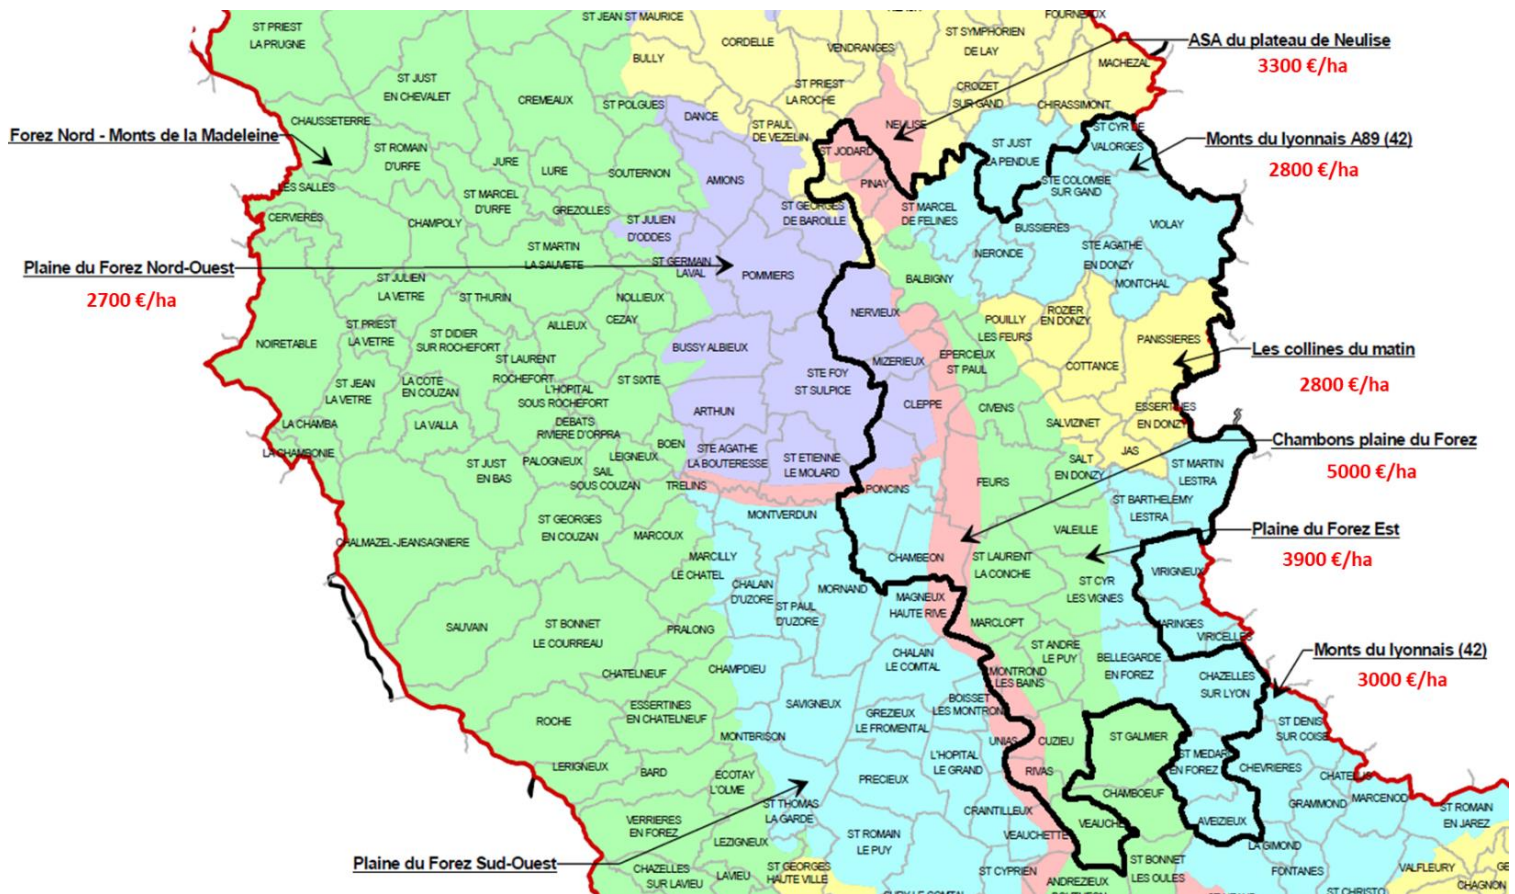 ST PRIEST
LA PRUGNE
ST JEAN ST MAURICE
BULLY
CORDELLE
VENDRANGES
ST SYMPHORIEN
DE LAY
MACHEZAL
ASA du plateau de Neulise
3300 €/ha
ST JUST
EN CHEVALET
CREMEAUX
ST POLGUES
ST PRIEST
LA ROCHE
CROIZET
SUR GAND
CHIRASSIMONT
CHAUSSETERRE
DANCE
ST PAUL
DE VEZELIN
NEULISE
ST CYR DE
VALORGES
Forez Nord - Monts de la Madeleine
Monts du lyonnais A89 (42)
2800 €/ha
ST ROMAIN
D'URFE
JURE
LURE
SOUTERNON
AMIONS
ST JODARD
PINAY
ST JUST
LA PENDUE
STE COLOMBE
SUR GAND
LES SALLES
CERVIERES
CHAMPOLY
ST MARCEL
D'URFE
GREZOLLES
ST JULIEN
D'ODDES
ST GEORGES
DE BAROILLE
ST MARCEL
DE FELINES
BUSSIERES
VIOLAY
ST MARTIN
LA SAUVETE
ST GERMAIN
LAVAL
POMMIERS
NERONDE
STE AGATHE
EN DONZY
MONTCHAL
Plaine du Forez Nord-Ouest
2700 €/ha
ST JULIEN
LA VETRE
ST THURIN
NOLLIEUX
BALBIGNY
NOIRETABLE
ST PRIEST
LA VETRE
ST DIDIER
SUR ROCHEFORT
AILLEUX
CEZAY
NERVIEUX
POUILLY
LES FEURS
ROZIER
EN DONZY
PANISSIERES
Les collines du matin
2800 €/ha
ST LAURENT
ROCHEFORT
BUSSY ALBIEUX
MIZERIEUX
EPERCIEUX
ST PAUL
COTTANCE
ST JEAN
LA VETRE
LA COTE
EN COUZAN
L'HOPITAL
SOUS ROCHEFORT
ST SIXTE
STE FOY
ST SULPICE
CLEPPE
CIVENS
ESSERTINES
EN DONZY
LA CHAMBA
LA VALLA
DEBATS
RIVIERE D'ORPRA
ARTHUN
SALVIZINET
LA CHAMBONIE
BOEN
LEIGNEUX
STE AGATHE
LA BOUTERESSE
ST ETIENNE
LE MOLARD
JAS
Chambons plaine du Forez
5000 €/ha
ST JUST
EN BAS
PALOGNEUX
SAIL
SOUS COUZAN
TRELINS
PONCINS
FEURS
SALT
EN DONZY
ST MARTIN
LESTRA
ST BARTHELEMY
LESTRA
CHALMAZEL-JEANSAGNIERE
ST GEORGES
EN COUZAN
MARCOUX
MONTVERDUN
VALEILLE
Plaine du Forez Est
3900 €/ha
MARCILLY
LE CHATEL
CHAMBEON
ST LAURENT
LA CONCHE
ST CYR
LES VIGNES
VIRIGNEUX
CHALAIN
D'UZORE
ST PAUL
D'UZORE
MORNAND
MAGNEUX
HAUTE RIVE
MARCLOPT
MARINGES
VIRICELLES
SAUVAIN
ST BONNET
LE COURREAU
PRALONG
CHALAIN
LE COMTAL
ST ANDRE
LE PUY
BELLEGARDE
EN FOREZ
Monts du lyonnais (42)
3000 €/ha
CHATELNEUF
CHAMPDIEU
MONTROND
LES BAINS
CHAZELLES
SUR LYON
ESSERTINES
EN CHATELNEUF
SAVIGNEUX
BOISSET
LES MONTROND
ROCHE
MONTBRISON
GREZIEUX
LE FROMENTAL
UNIAS
CUZIEU
ST GALMIER
ST MEDARD
EN FOREZ
ST DENIS
SUR COISE
LERIGNEUX
BARD
ECOTAY
L'OLME
PRECIEUX
L'HOPITAL
LE GRAND
RIVAS
CHEVRIERES
CHATELUS
ST THOMAS
LA GARDE
CRAINTILLEUX
CHAMBOEUF
GRAMMOND
MARCENOD
VERRIERES
EN FOREZ
ST ROMAIN
LE PUY
VEAUCHETTE
VEAUCHE
AVEIZIEUX
ST ROMAIN
EN JAREZ
LEZIGNEUX
LA GIMOND
Plaine du Forez Sud-Ouest
CHAZELLES
SUR LAVIEU
LAVIEU
ST GEORGES
HAUTE VILLE
ST CYPRIEN
ANDREZIEUX
ST BONNET
LES OULES
FONTANES
VALFLEURY
CHAGNON
ST CHRISTO